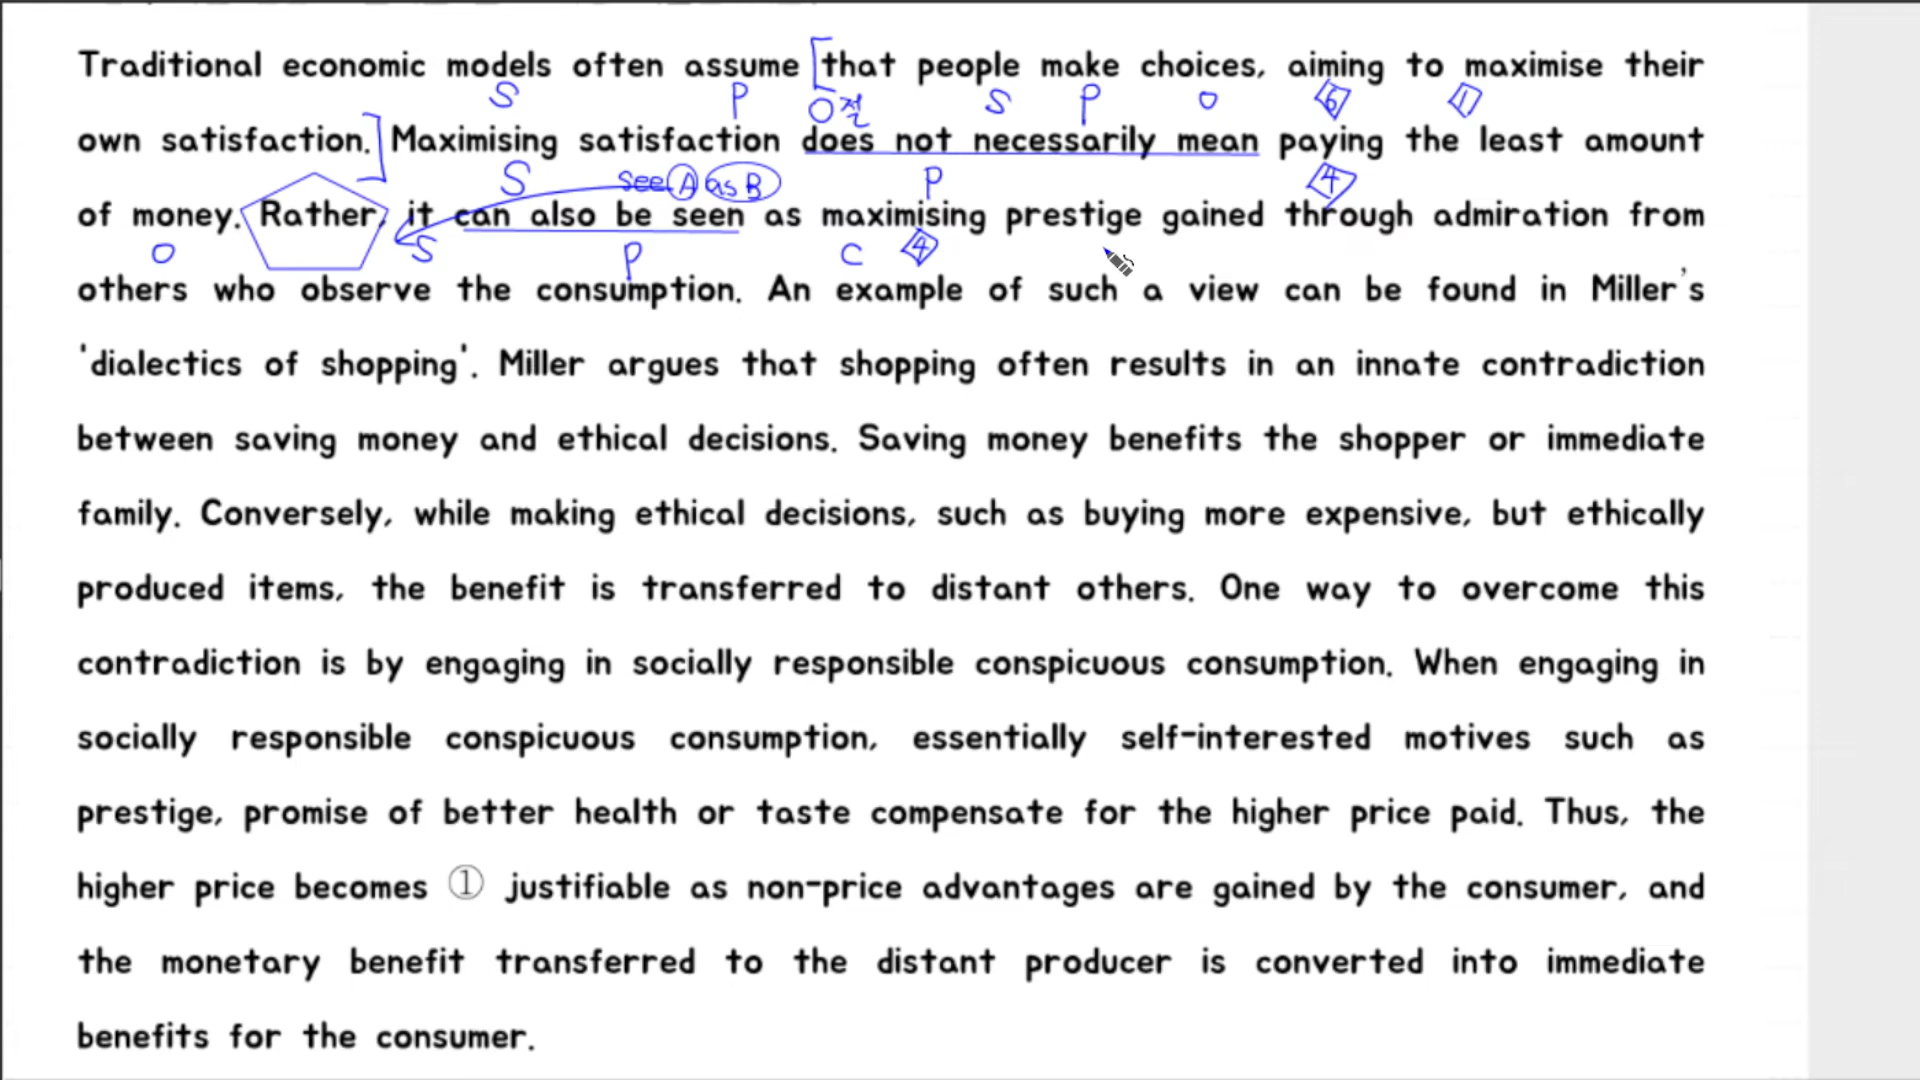 Traditional economic models often assume [that people make choices, aiming to maximise their
S P O절 S P O 6 1
own satisfaction.] Maximising satisfaction does not necessarily mean paying the least amount
S see A as B P 4
of money. Rather, it can also be seen as maximising prestige gained through admiration from
O S P C 4
others who observe the consumption. An example of such a view can be found in Miller's
'dialectics of shopping'. Miller argues that shopping often results in an innate contradiction
between saving money and ethical decisions. Saving money benefits the shopper or immediate
family. Conversely, while making ethical decisions, such as buying more expensive, but ethically
produced items, the benefit is transferred to distant others. One way to overcome this
contradiction is by engaging in socially responsible conspicuous consumption. When engaging in
socially responsible conspicuous consumption, essentially self-interested motives such as
prestige, promise of better health or taste compensate for the higher price paid. Thus, the
higher price becomes ① justifiable as non-price advantages are gained by the consumer, and
the monetary benefit transferred to the distant producer is converted into immediate
benefits for the consumer.